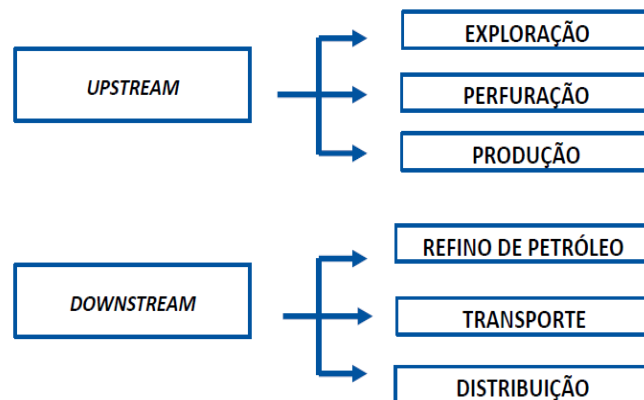 UPSTREAM
EXPLORAÇÃO
PERFURAÇÃO
PRODUÇÃO
DOWNSTREAM
REFINO DE PETRÓLEO
TRANSPORTE
DISTRIBUIÇÃO